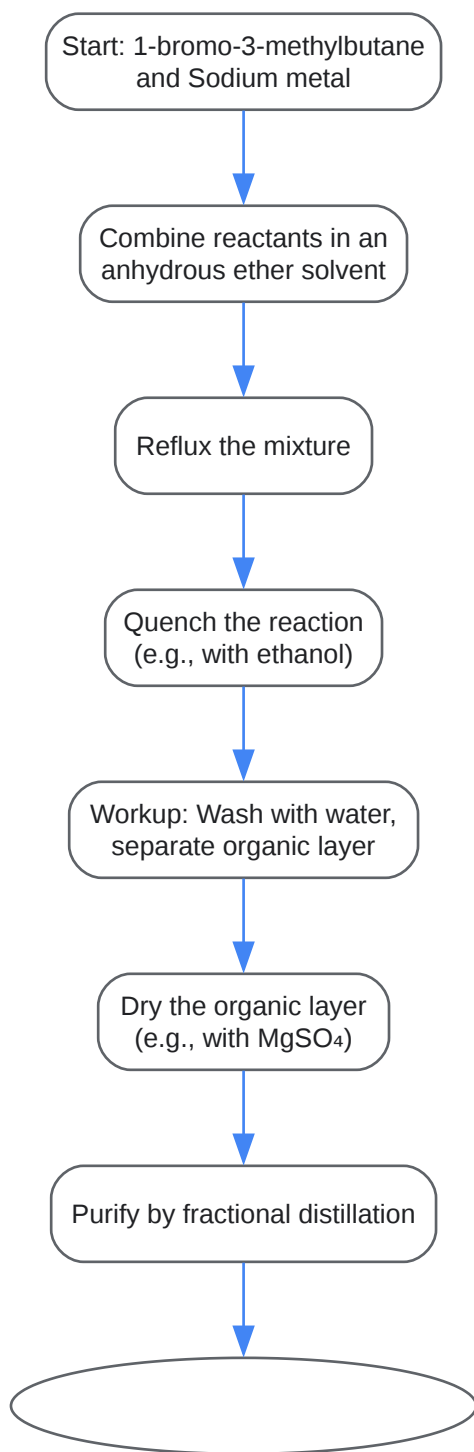 Start: 1-bromo-3-methylbutane
and Sodium metal
Combine reactants in an
anhydrous ether solvent
Reflux the mixture
Quench the reaction
(e.g., with ethanol)
Workup: Wash with water,
separate organic layer
Dry the organic layer
(e.g., with MgSO₄)
Purify by fractional distillation